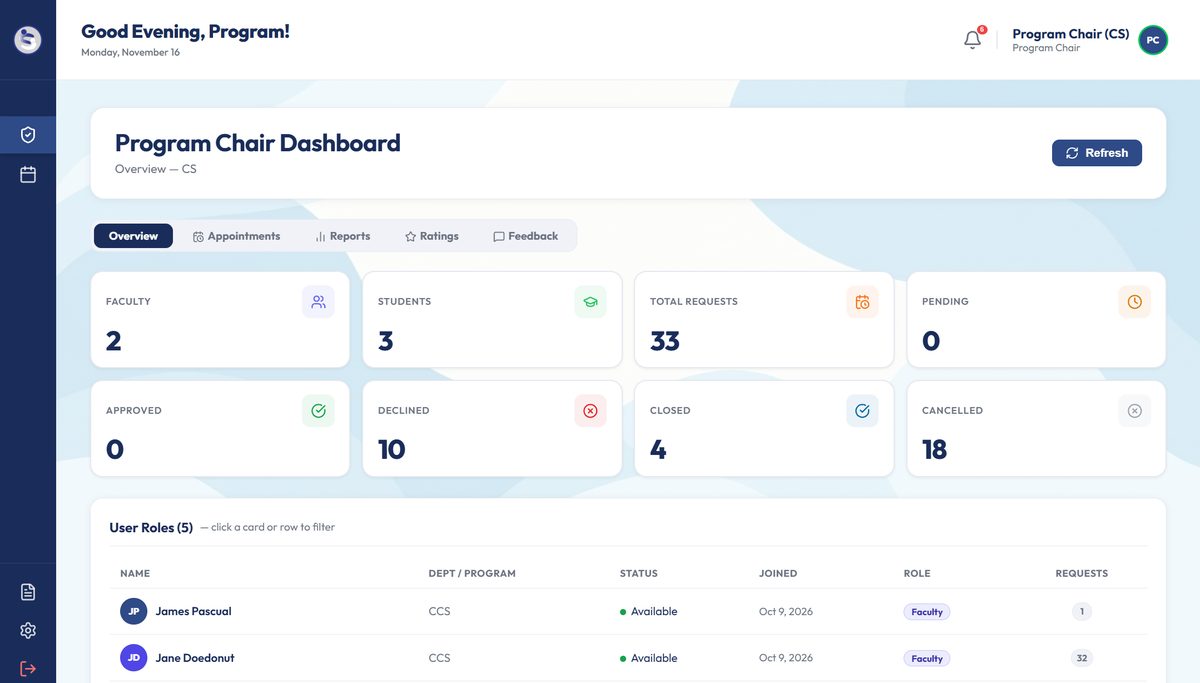 Good Evening, Program!
Monday, November 16
6
Program Chair (CS)
Program Chair
PC
Program Chair Dashboard
Overview — CS
Refresh
Overview Appointments Reports Ratings Feedback
FACULTY STUDENTS TOTAL REQUESTS PENDING
2 3 33 0
APPROVED DECLINED CLOSED CANCELLED
0 10 4 18
User Roles (5) — click a card or row to filter
NAME DEPT / PROGRAM STATUS JOINED ROLE REQUESTS
JP James Pascual CCS Available Oct 9, 2026 Faculty 1
JD Jane Doedonut CCS Available Oct 9, 2026 Faculty 32